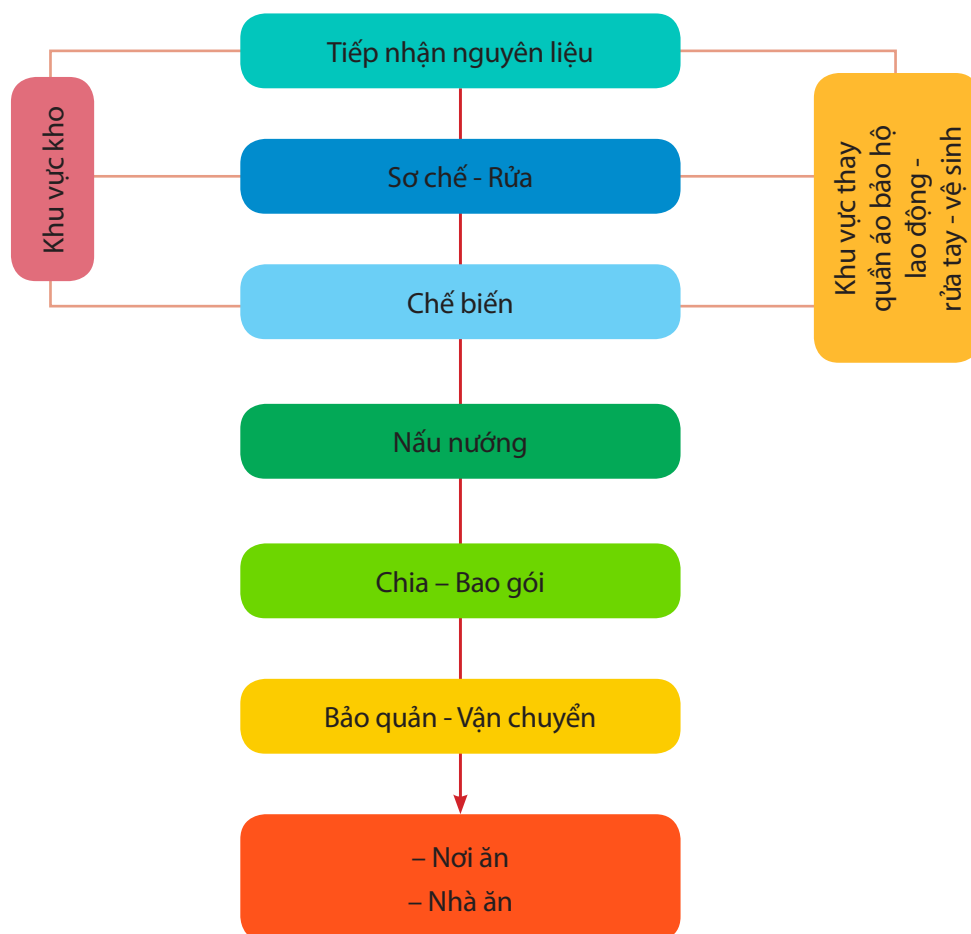 Tiếp nhận nguyên liệu
Khu vực kho
Khu vực thay
quần áo bảo hộ
lao động -
rửa tay - vệ sinh
Sơ chế - Rửa
Chế biến
Nấu nướng
Chia – Bao gói
Bảo quản - Vận chuyển
– Nơi ăn
– Nhà ăn